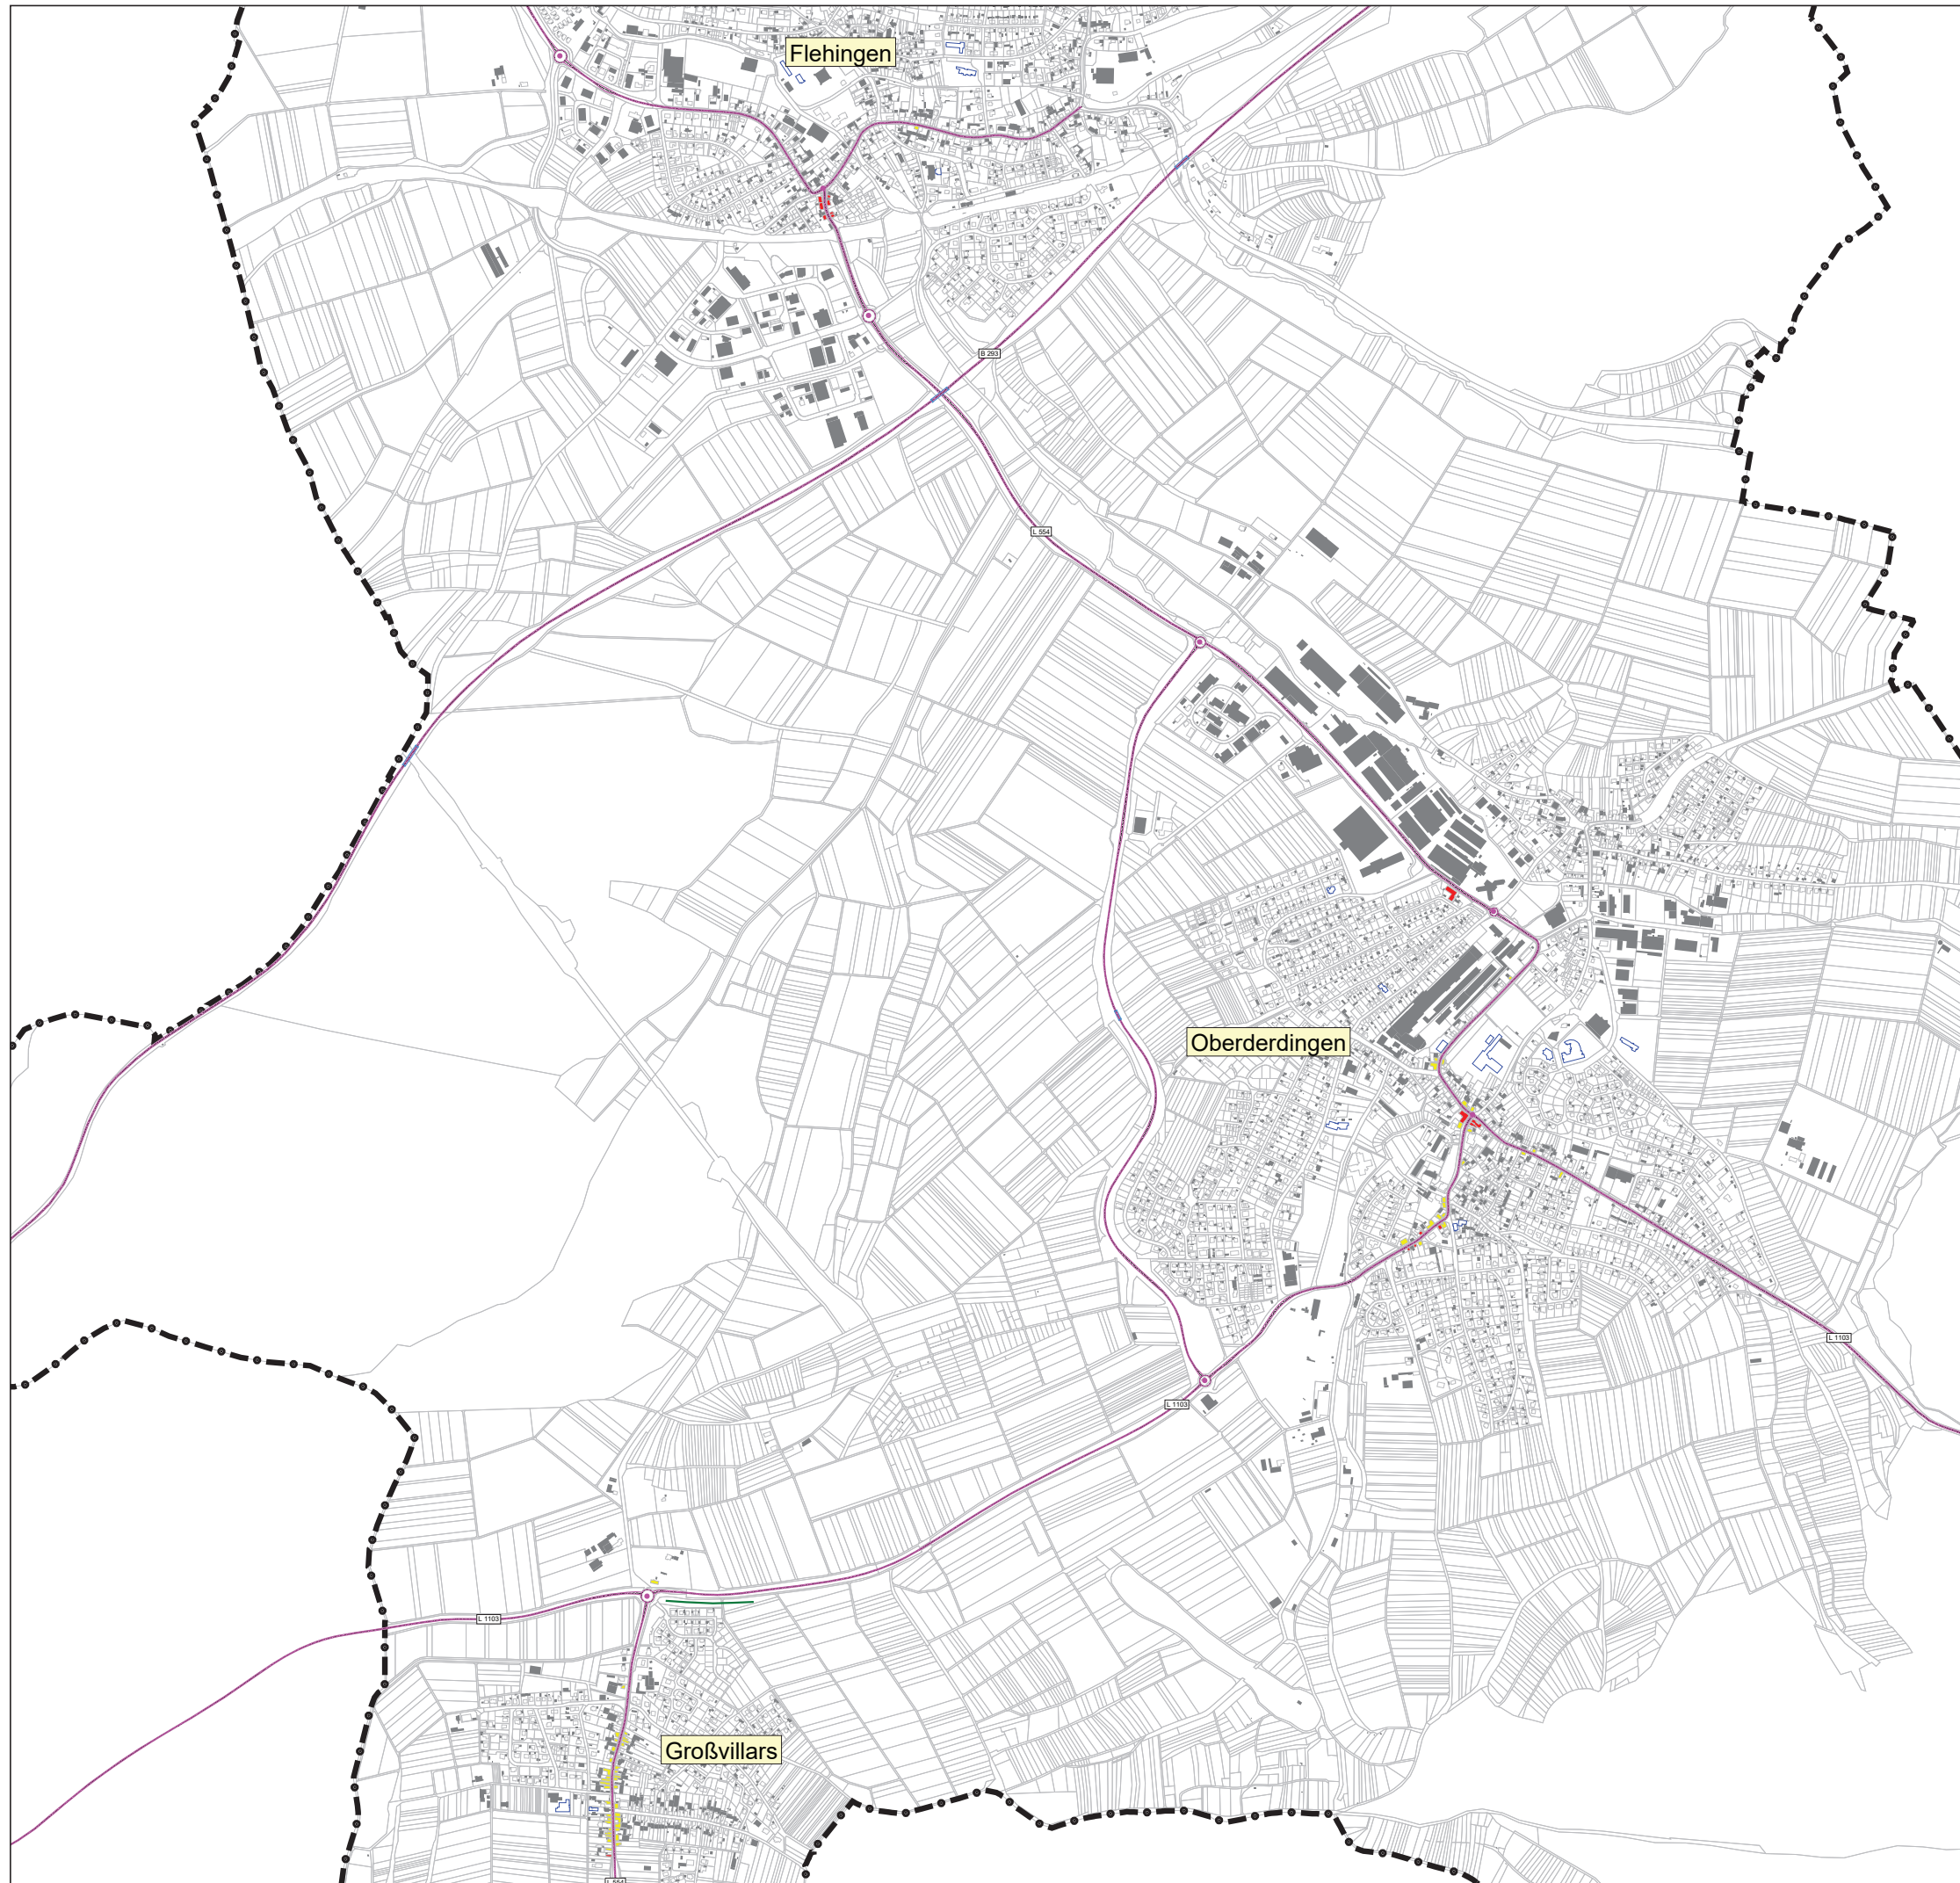 Flehingen
B 293
L 554
Oberderdingen
L 1103
L 1103
L 1103
Großvillars
L 554